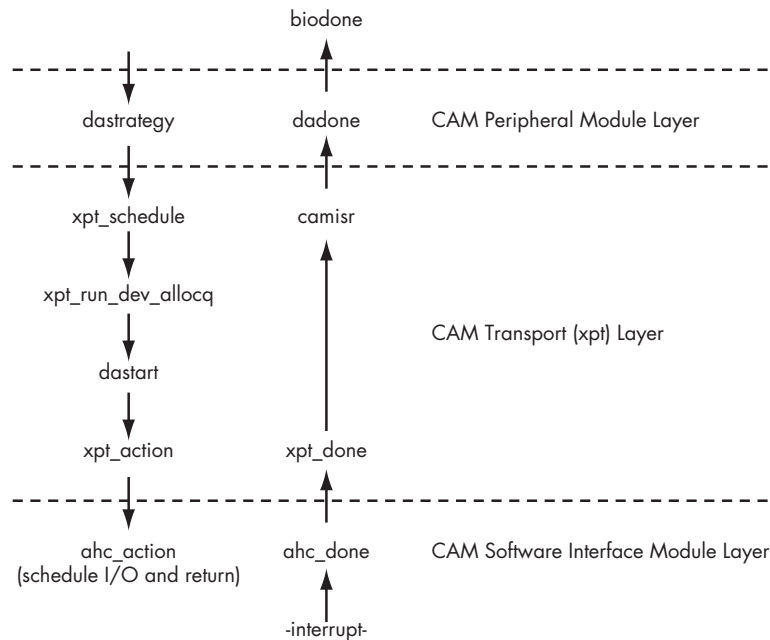 biodone
dastrategy
dadone
CAM Peripheral Module Layer
xpt_schedule
camisr
xpt_run_dev_allocq
CAM Transport (xpt) Layer
dastart
xpt_action
xpt_done
ahc_action
(schedule I/O and return)
ahc_done
CAM Software Interface Module Layer
-interrupt-